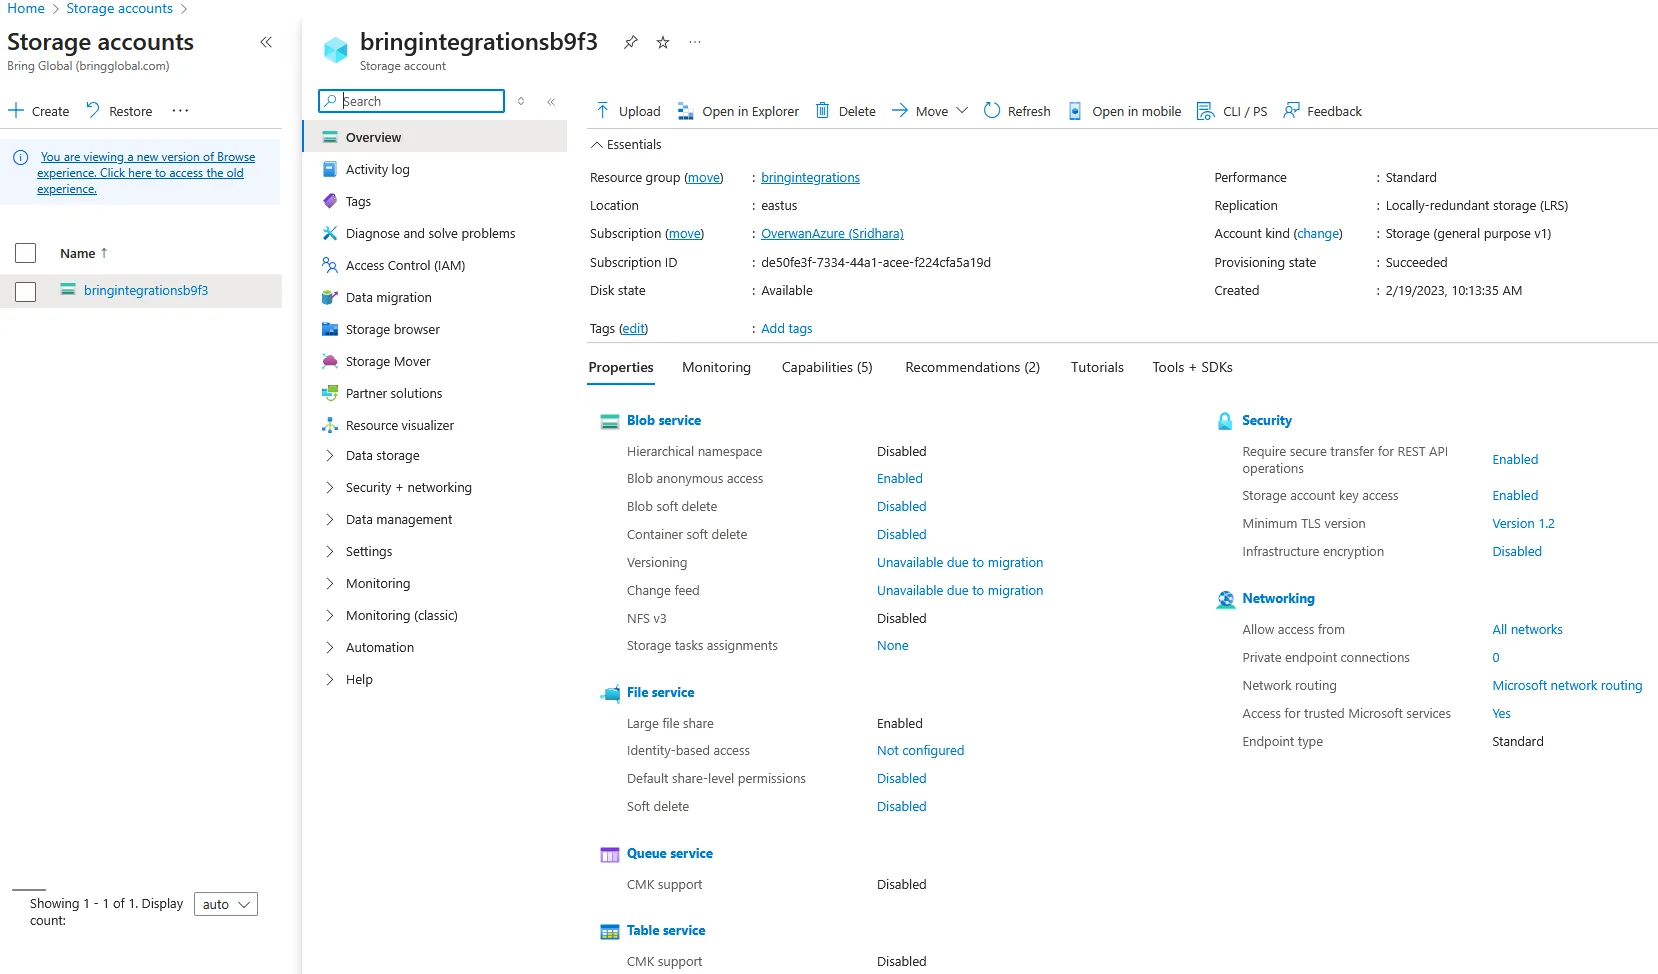 Home > Storage accounts >
Storage accounts
Bring Global (bringglobal.com)
Create Restore ...
You are viewing a new version of Browse
experience. Click here to access the old
experience.
Name ↑
bringintegrationsb9f3
Showing 1 - 1 of 1. Display
count:
auto
bringintegrationsb9f3
Storage account
Search
Overview
Activity log
Tags
Diagnose and solve problems
Access Control (IAM)
Data migration
Storage browser
Storage Mover
Partner solutions
Resource visualizer
Data storage
Security + networking
Data management
Settings
Monitoring
Monitoring (classic)
Automation
Help
Upload Open in Explorer Delete Move Refresh Open in mobile CLI / PS Feedback
Essentials
Resource group (move) : bringintegrations
Location : eastus
Subscription (move) : OverwanAzure (Sridhara)
Subscription ID : de50fe3f-7334-44a1-acee-f224cfa5a19d
Disk state : Available
Tags (edit) : Add tags
Performance : Standard
Replication : Locally-redundant storage (LRS)
Account kind (change) : Storage (general purpose v1)
Provisioning state : Succeeded
Created : 2/19/2023, 10:13:35 AM
Properties Monitoring Capabilities (5) Recommendations (2) Tutorials Tools + SDKs
Blob service
Hierarchical namespace Disabled
Blob anonymous access Enabled
Blob soft delete Disabled
Container soft delete Disabled
Versioning Unavailable due to migration
Change feed Unavailable due to migration
NFS v3 Disabled
Storage tasks assignments None
File service
Large file share Enabled
Identity-based access Not configured
Default share-level permissions Disabled
Soft delete Disabled
Queue service
CMK support Disabled
Table service
CMK support Disabled
Security
Require secure transfer for REST API
operations Enabled
Storage account key access Enabled
Minimum TLS version Version 1.2
Infrastructure encryption Disabled
Networking
Allow access from All networks
Private endpoint connections 0
Network routing Microsoft network routing
Access for trusted Microsoft services Yes
Endpoint type Standard